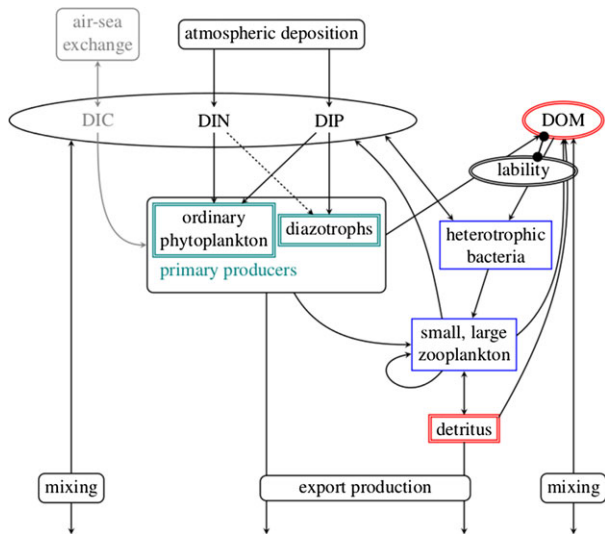 air-sea
exchange
atmospheric deposition
DIC
DIN
DIP
DOM
lability
ordinary
phytoplankton
diazotrophs
primary producers
heterotrophic
bacteria
small, large
zooplankton
detritus
mixing
export production
mixing